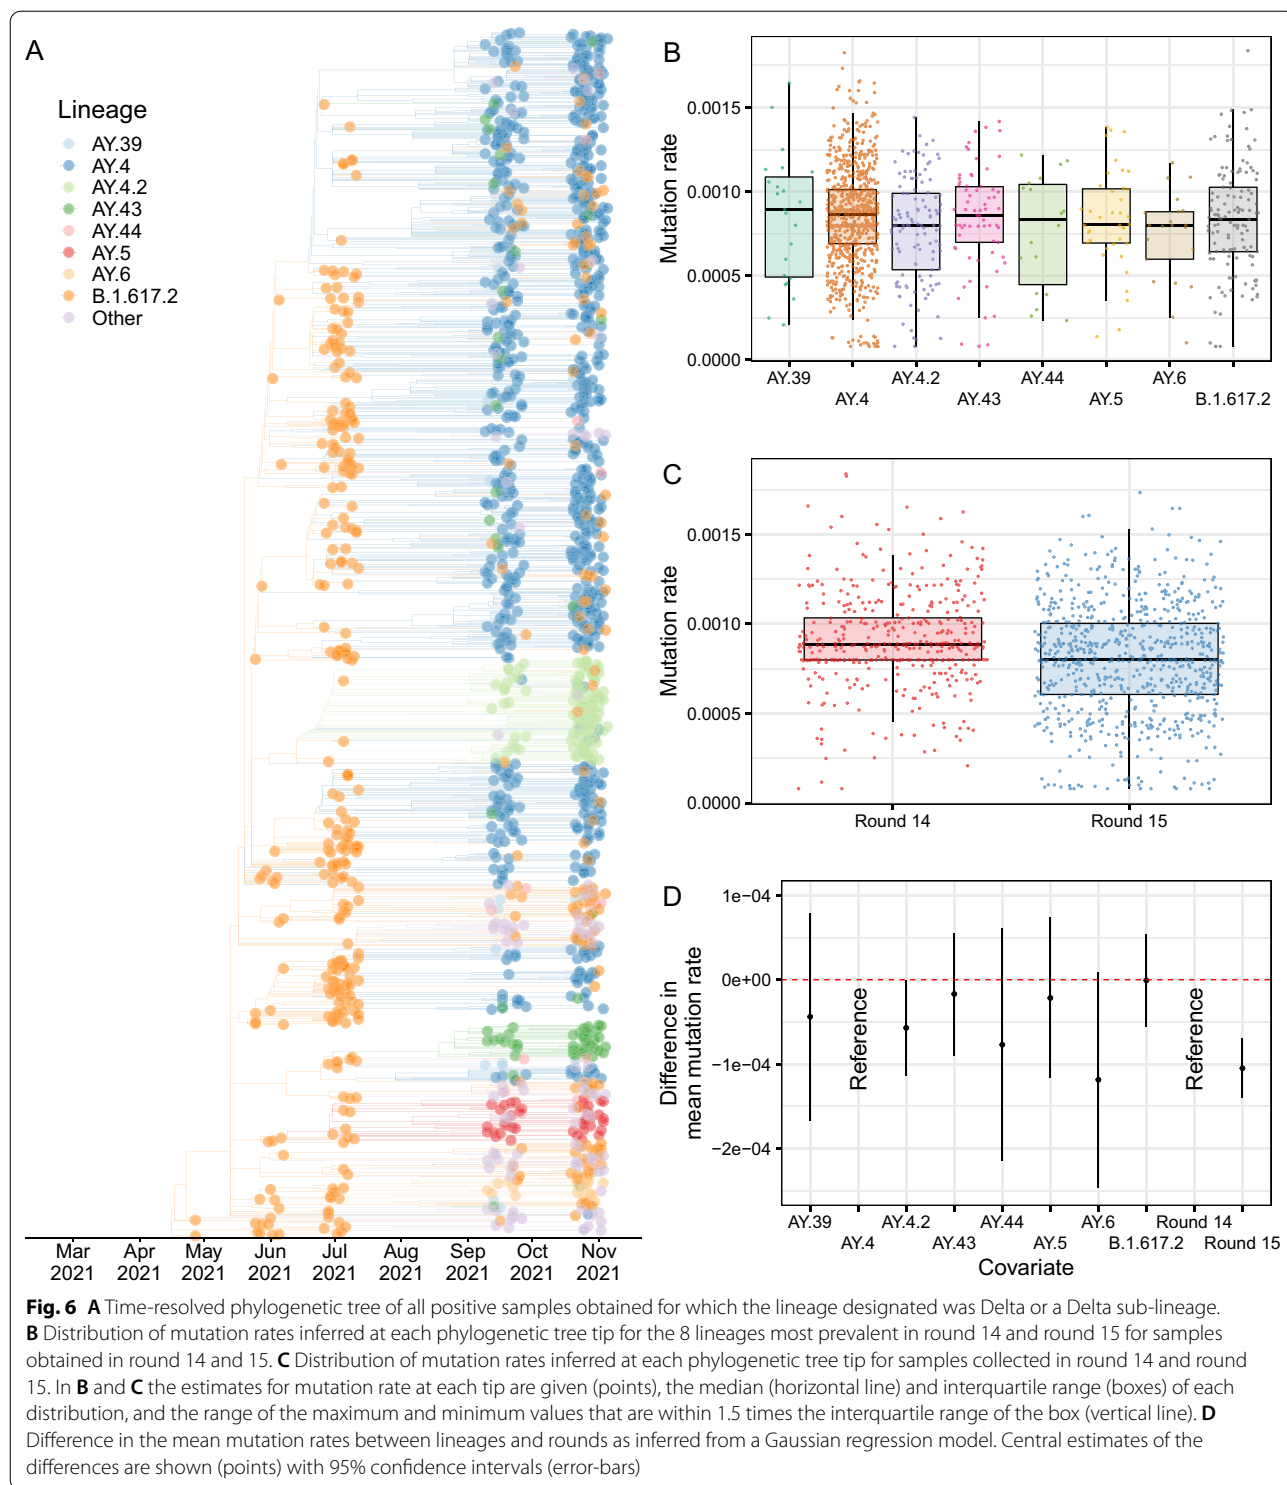 A
Lineage
AY.39
AY.4
AY.4.2
AY.43
AY.44
AY.5
AY.6
B.1.617.2
Other
Mar Apr May Jun Jul Aug Sep Oct Nov
2021 2021 2021 2021 2021 2021 2021 2021 2021
B
Mutation rate
0.0015
0.0010
0.0005
0.0000
AY.39 AY.4.2 AY.44 AY.6
AY.4 AY.43 AY.5 B.1.617.2
C
Mutation rate
0.0015
0.0010
0.0005
0.0000
Round 14 Round 15
D
Difference in
mean mutation rate
1e−04
0e+00
−1e−04
−2e−04
Reference
Reference
AY.39 AY.4.2 AY.44 AY.6 Round 14
AY.4 AY.43 AY.5 B.1.617.2 Round 15
Covariate
Fig. 6 A Time-resolved phylogenetic tree of all positive samples obtained for which the lineage designated was Delta or a Delta sub-lineage.
B Distribution of mutation rates inferred at each phylogenetic tree tip for the 8 lineages most prevalent in round 14 and round 15 for samples
obtained in round 14 and 15. C Distribution of mutation rates inferred at each phylogenetic tree tip for samples collected in round 14 and round
15. In B and C the estimates for mutation rate at each tip are given (points), the median (horizontal line) and interquartile range (boxes) of each
distribution, and the range of the maximum and minimum values that are within 1.5 times the interquartile range of the box (vertical line). D
Difference in the mean mutation rates between lineages and rounds as inferred from a Gaussian regression model. Central estimates of the
differences are shown (points) with 95% confidence intervals (error-bars)